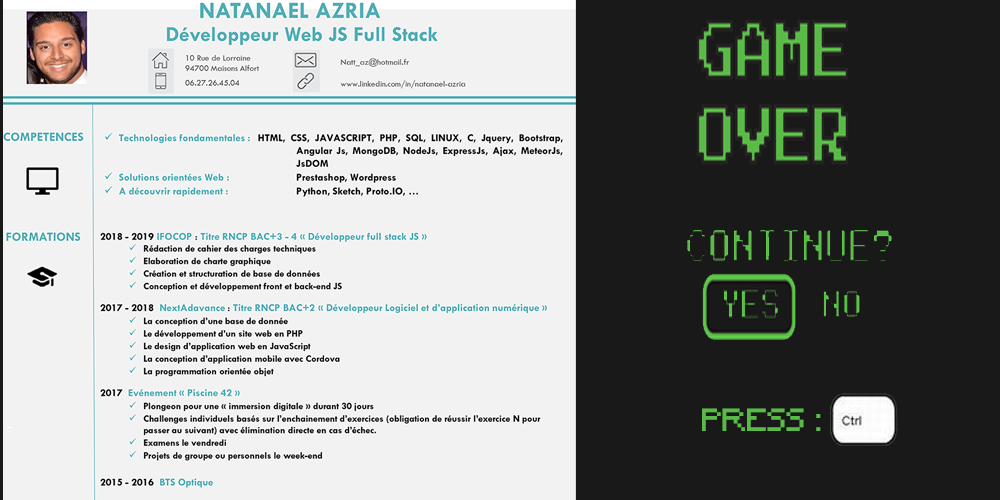 NATANAEL AZRIA
Développeur Web JS Full Stack
10 Rue de Lorraine
94700 Maisons Alfort
Natt_az@hotmail.fr
06.27.26.45.04
www.linkedin.com/in/natanael-azria
COMPETENCES
Technologies fondamentales : HTML, CSS, JAVASCRIPT, PHP, SQL, LINUX, C, Jquery, Bootstrap,
Angular Js, MongoDB, NodeJs, ExpressJs, Ajax, MeteorJs,
JsDOM
Solutions orientées Web : Prestashop, Wordpress
A découvrir rapidement : Python, Sketch, Proto.IO, ...
FORMATIONS
2018 - 2019 IFOCOP : Titre RNCP BAC+3 - 4 « Développeur full stack JS »
Rédaction de cahier des charges techniques
Elaboration de charte graphique
Création et structuration de base de données
Conception et développement front et back-end JS
2017 - 2018 NextAdavance : Titre RNCP BAC+2 « Développeur Logiciel et d'application numérique »
La conception d'une base de donnée
Le développement d'un site web en PHP
Le design d'application web en JavaScript
La conception d'application mobile avec Cordova
La programmation orientée objet
2017 Evénement « Piscine 42 »
Plongeon pour une « immersion digitale » durant 30 jours
Challenges individuels basés sur l'enchainement d'exercices (obligation de réussir l'exercice N pour
passer au suivant) avec élimination directe en cas d'échec.
Examens le vendredi
Projets de groupe ou personnels le week-end
2015 - 2016 BTS Optique
GAME
OVER
CONTINUE?
YES NO
PRESS : Ctrl